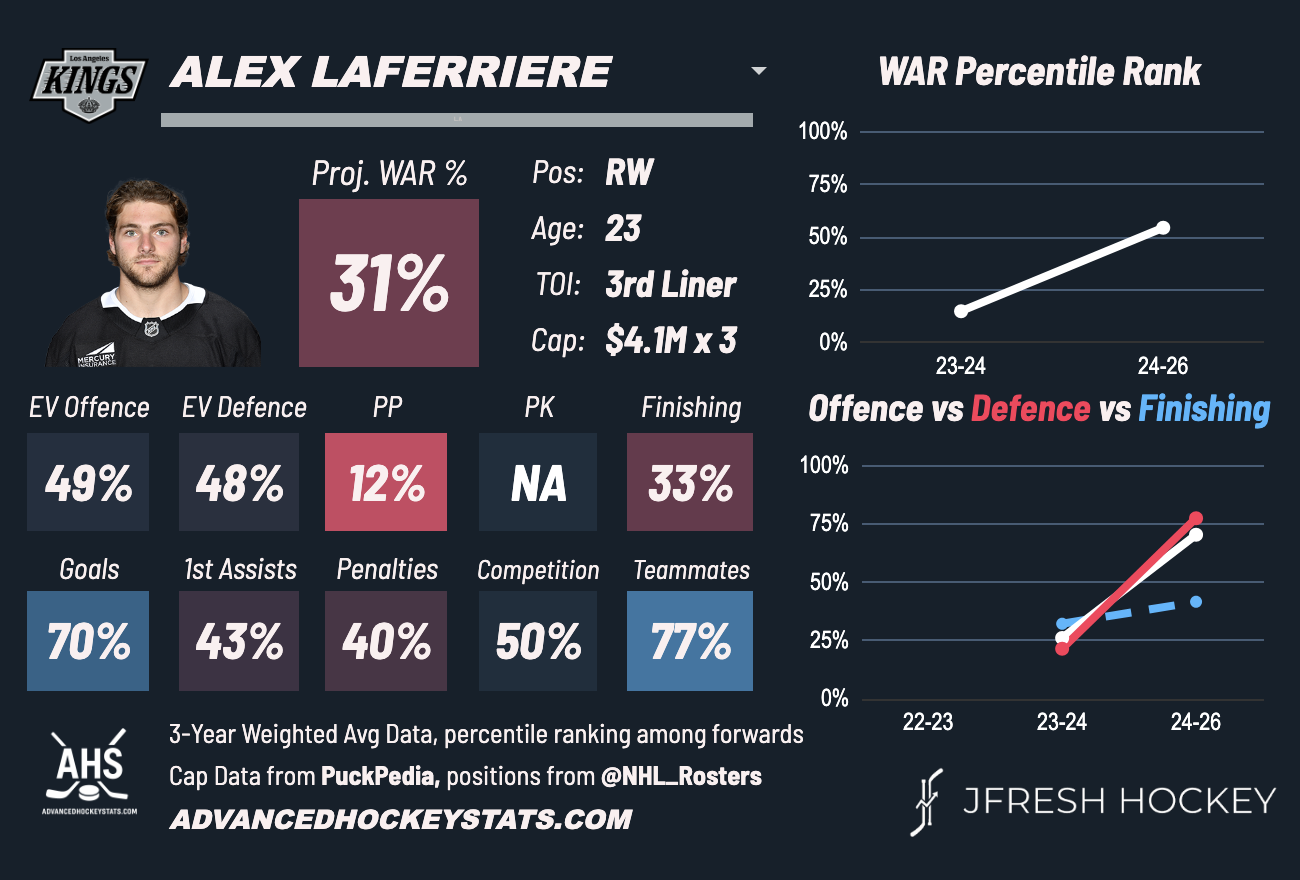 Los Angeles
KINGS
ALEX LAFERRIERE
Proj. WAR %
31%
Pos: RW
Age: 23
TOI: 3rd Liner
Cap: $4.1M x 3
MERCURY
INSURANCE
EV Offence EV Defence PP PK Finishing
49% 48% 12% NA 33%
Goals 1st Assists Penalties Competition Teammates
70% 43% 40% 50% 77%
AHS
ADVANCEDHOCKEYSTATS.COM
3-Year Weighted Avg Data, percentile ranking among forwards
Cap Data from PuckPedia, positions from @NHL_Rosters
ADVANCEDHOCKEYSTATS.COM
WAR Percentile Rank
100%
75%
50%
25%
0%
23-24 24-26
Offence vs Defence vs Finishing
100%
75%
50%
25%
0%
22-23 23-24 24-26
JFRESH HOCKEY